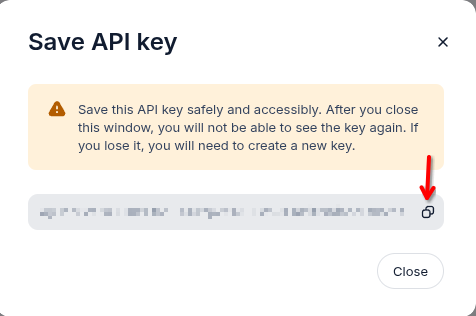 Save API key
Save this API key safely and accessibly. After you close
this window, you will not be able to see the key again. If
you lose it, you will need to create a new key.
Close